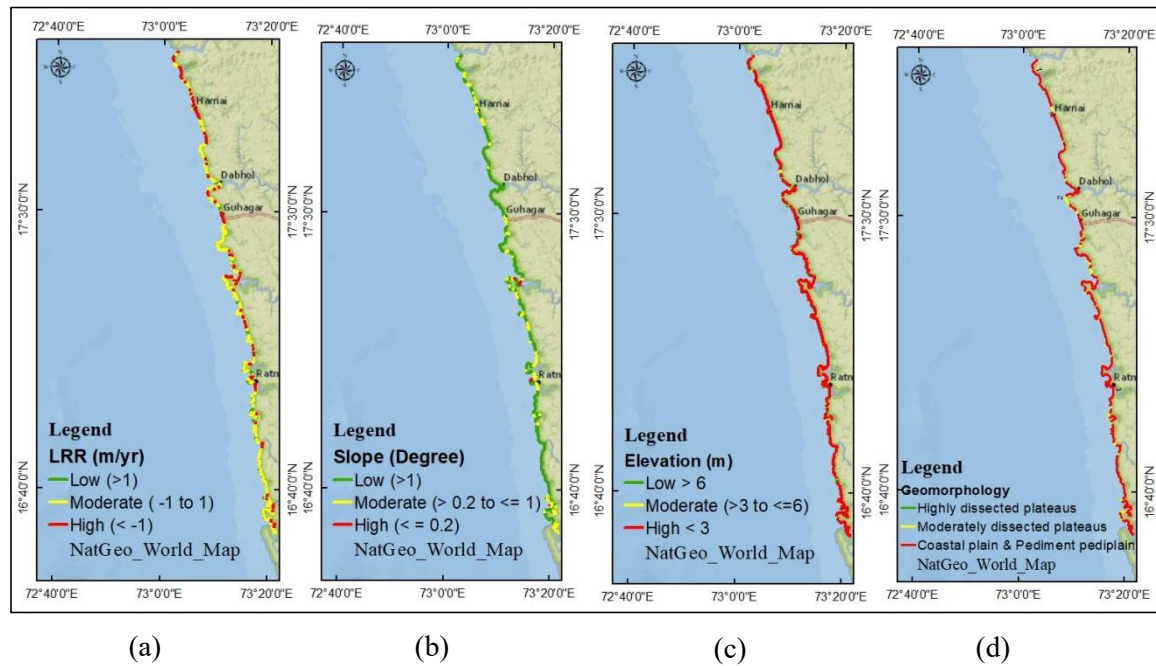 72°40'0"E 73°0'0"E 73°20'0"E
N
Harnai
Dabhol
Guhagar
Ratn
17°30'0"N
16°40'0"N
Legend
LRR (m/yr)
Low (>1)
Moderate ( -1 to 1)
High (< -1)
NatGeo_World_Map
72°40'0"E 73°0'0"E 73°20'0"E
(a)
72°40'0"E 73°0'0"E 73°20'0"E
N
Harnai
Dabhol
Guhagar
Ratn
17°30'0"N
17°30'0"N
16°40'0"N
16°40'0"N
Legend
Slope (Degree)
Low (>1)
Moderate (> 0.2 to <= 1)
High (< = 0.2)
NatGeo_World_Map
72°40'0"E 73°0'0"E 73°20'0"E
(b)
72°40'0"E 73°0'0"E 73°20'0"E
N
Harnai
Dabhol
Guhagar
Ratn
17°30'0"N
17°30'0"N
16°40'0"N
16°40'0"N
Legend
Elevation (m)
Low > 6
Moderate (>3 to <=6)
High < 3
NatGeo_World_Map
72°40'0"E 73°0'0"E 73°20'0"E
(c)
72°40'0"E 73°0'0"E 73°20'0"E
N
Harnai
Dabhol
Guhagar
Ratn
17°30'0"N
17°30'0"N
16°40'0"N
16°40'0"N
Legend
Geomorphology
Highly dissected plateaus
Moderately dissected plateaus
Coastal plain & Pediment pediplain
NatGeo_World_Map
72°40'0"E 73°0'0"E 73°20'0"E
(d)